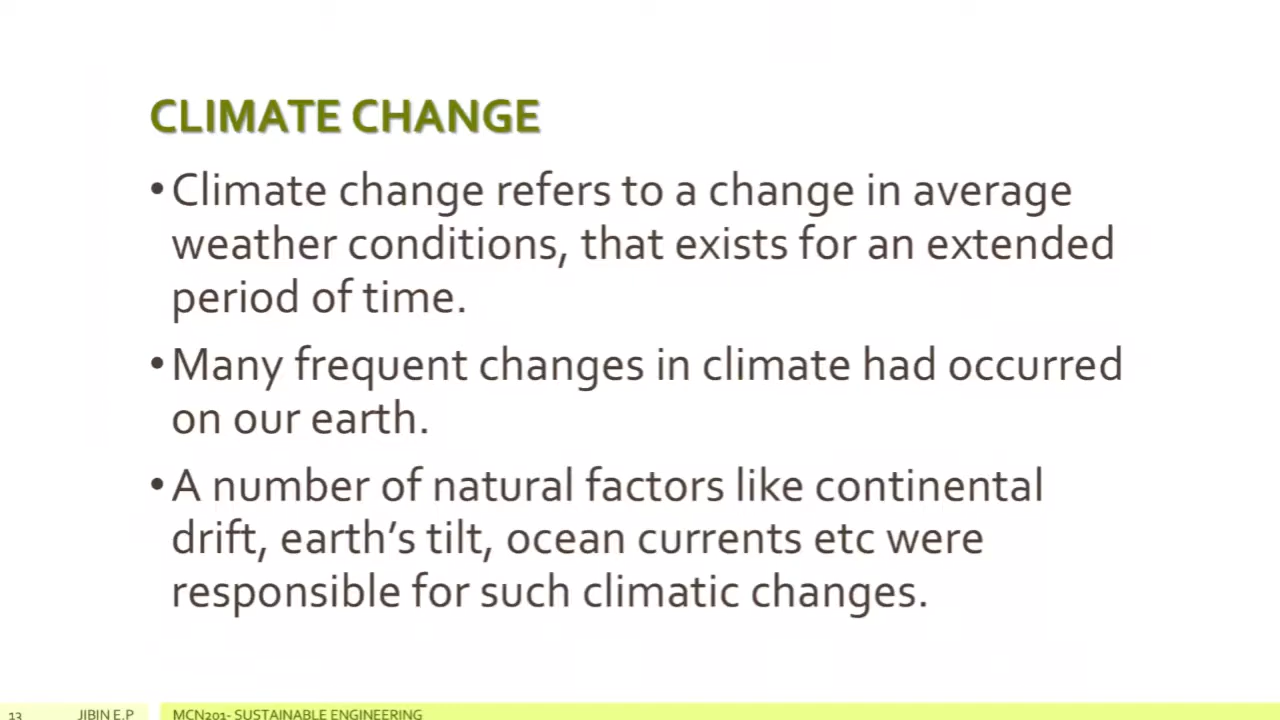 CLIMATE CHANGE
•Climate change refers to a change in average
weather conditions, that exists for an extended
period of time.
•Many frequent changes in climate had occurred
on our earth.
•A number of natural factors like continental
drift, earth’s tilt, ocean currents etc were
responsible for such climatic changes.
13 JIBIN E.P MCN201- SUSTAINABLE ENGINEERING